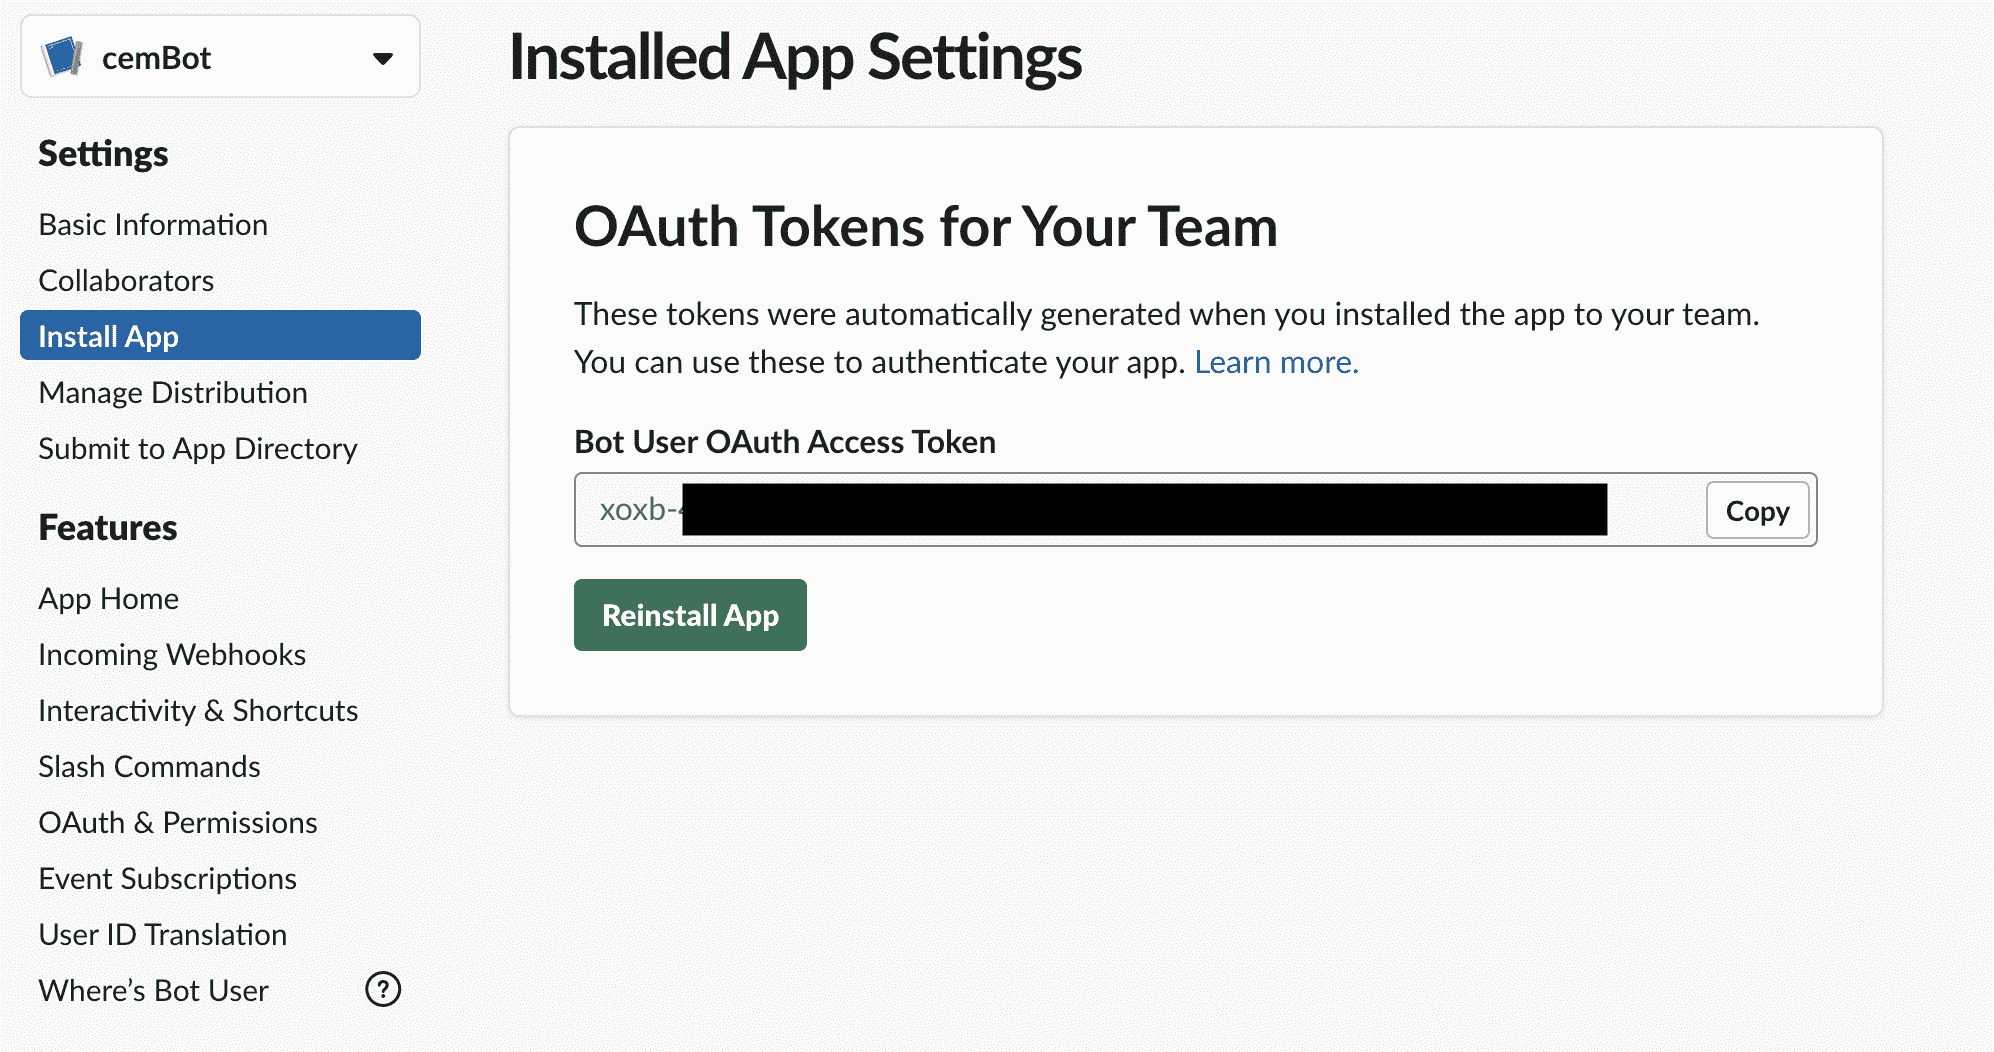 cemBot
Settings
Basic Information
Collaborators
Install App
Manage Distribution
Submit to App Directory
Features
App Home
Incoming Webhooks
Interactivity & Shortcuts
Slash Commands
OAuth & Permissions
Event Subscriptions
User ID Translation
Where’s Bot User
?
Installed App Settings
OAuth Tokens for Your Team
These tokens were automatically generated when you installed the app to your team.
You can use these to authenticate your app. Learn more.
Bot User OAuth Access Token
xoxb-
Copy
Reinstall App